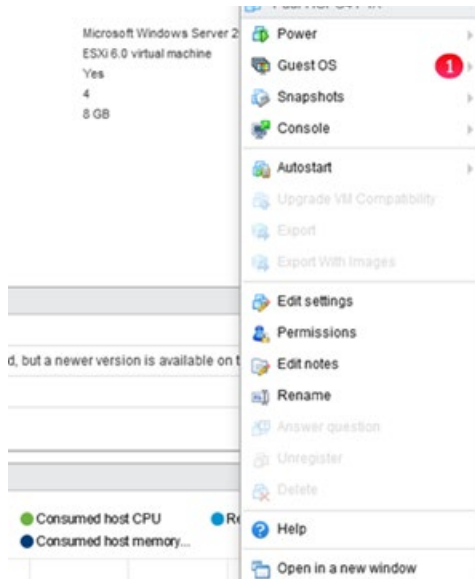 Microsoft Windows Server 2
ESXi 6.0 virtual machine
Yes
4
8 GB
Power
Guest OS
1
Snapshots
Console
Autostart
Upgrade VM Compatibility
Export
Export With Images
Edit settings
Permissions
d, but a newer version is available on t
Edit notes
Rename
Answer question
Unregister
Delete
Consumed host CPU
Re
Consumed host memory...
Help
Open in a new window